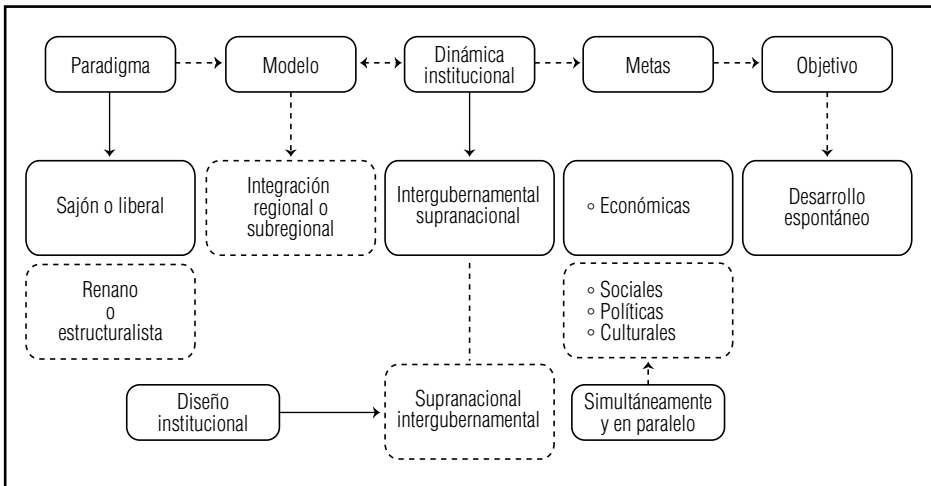 Paradigma
Modelo
Dinámica
institucional
Metas
Objetivo
Sajón o liberal
Integración
regional o
subregional
Intergubernamental
supranacional
Económicas
Desarrollo
espontáneo
Renano
o
estructuralista
Sociales
Políticas
Culturales
Diseño
institucional
Supranacional
intergubernamental
Simultáneamente
y en paralelo